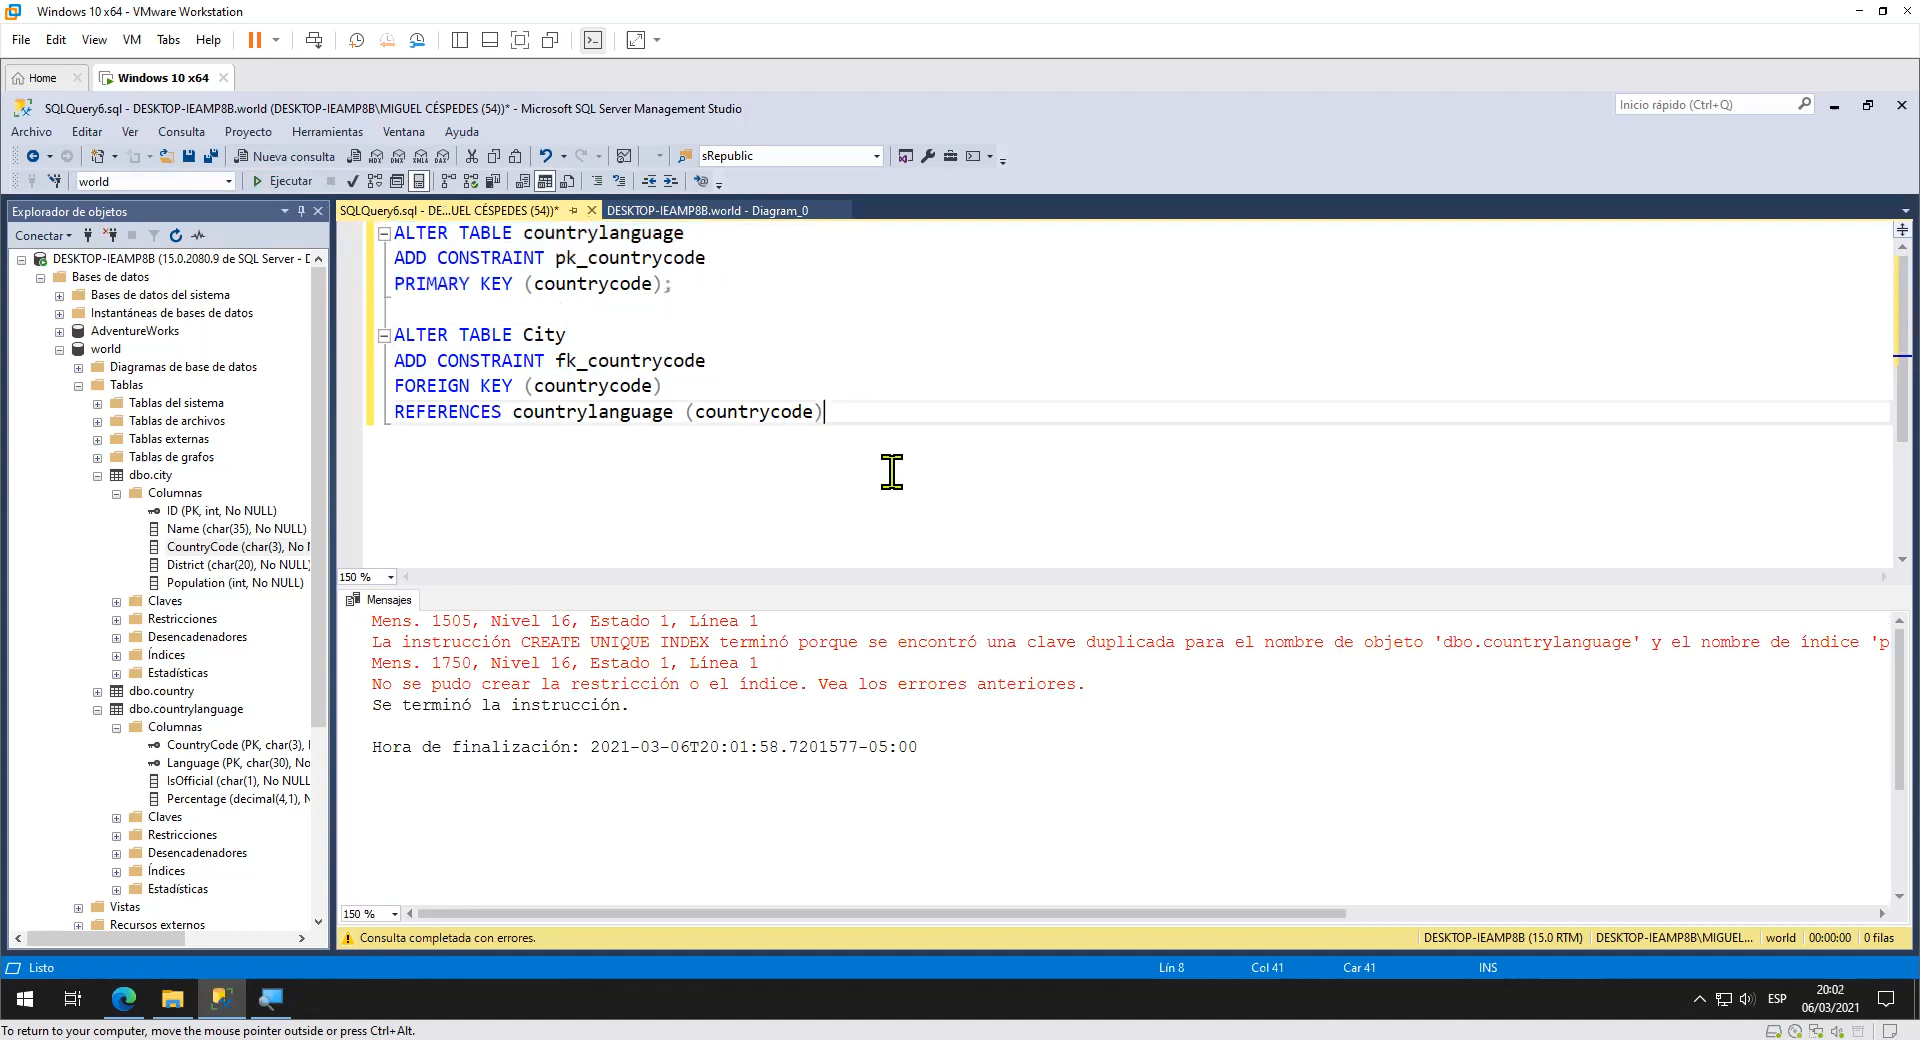 Windows 10 x64 - VMware Workstation
File Edit View VM Tabs Help
Home
Windows 10 x64
SQLQuery6.sql - DESKTOP-IEAMP8B.world (DESKTOP-IEAMP8B\MIGUEL CÉSPEDES (54))* - Microsoft SQL Server Management Studio
Inicio rápido (Ctrl+Q)
Archivo Editar Ver Consulta Proyecto Herramientas Ventana Ayuda
Nueva consulta
MDX DMX XMLA DAX
sRepublic
world
Ejecutar
Explorador de objetos
Conectar
DESKTOP-IEAMP8B (15.0.2080.9 de SQL Server - D
Bases de datos
Bases de datos del sistema
Instantáneas de bases de datos
AdventureWorks
world
Diagramas de base de datos
Tablas
Tablas del sistema
Tablas de archivos
Tablas externas
Tablas de grafos
dbo.city
Columnas
ID (PK, int, No NULL)
Name (char(35), No NULL)
CountryCode (char(3), No N
District (char(20), No NULL)
Population (int, No NULL)
Claves
Restricciones
Desencadenadores
Índices
Estadísticas
dbo.country
dbo.countrylanguage
Columnas
CountryCode (PK, char(3),
Language (PK, char(30), No
IsOfficial (char(1), No NULL
Percentage (decimal(4,1), N
Claves
Restricciones
Desencadenadores
Índices
Estadísticas
Vistas
Recursos externos
SQLQuery6.sql - DE...UEL CÉSPEDES (54))*
DESKTOP-IEAMP8B.world - Diagram_0
ALTER TABLE countrylanguage
ADD CONSTRAINT pk_countrycode
PRIMARY KEY (countrycode);
ALTER TABLE City
ADD CONSTRAINT fk_countrycode
FOREIGN KEY (countrycode)
REFERENCES countrylanguage (countrycode)
150 %
Mensajes
Mens. 1505, Nivel 16, Estado 1, Línea 1
La instrucción CREATE UNIQUE INDEX terminó porque se encontró una clave duplicada para el nombre de objeto 'dbo.countrylanguage' y el nombre de índice 'p
Mens. 1750, Nivel 16, Estado 1, Línea 1
No se pudo crear la restricción o el índice. Vea los errores anteriores.
Se terminó la instrucción.
Hora de finalización: 2021-03-06T20:01:58.7201577-05:00
150 %
Consulta completada con errores.
DESKTOP-IEAMP8B (15.0 RTM) DESKTOP-IEAMP8B\MIGUEL... world 00:00:00 0 filas
Listo
Lín 8 Col 41 Car 41 INS
ESP
20:02
06/03/2021
To return to your computer, move the mouse pointer outside or press Ctrl+Alt.